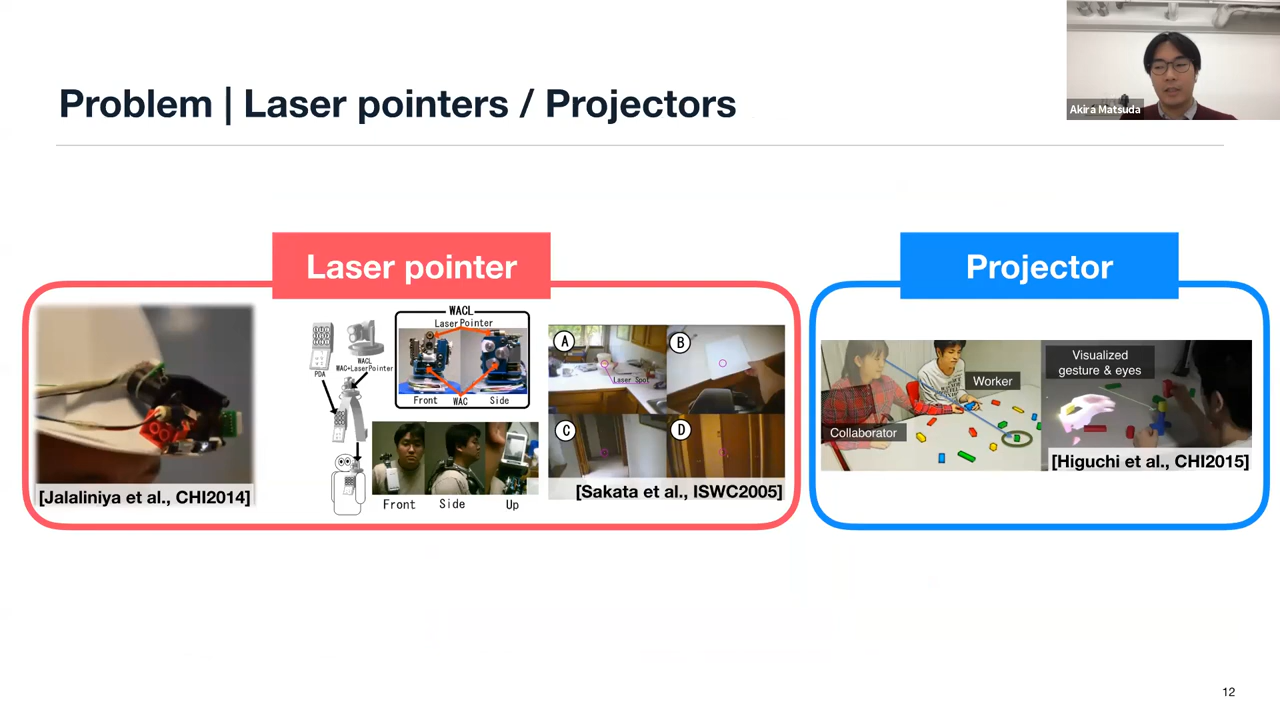 Akira Matsuda
Problem | Laser pointers / Projectors
Laser pointer
Projector
WACL
Laser Pointer
Front
WAC
Side
PDA
WACL
WAC+LaserPointer
Front
Side
Up
A
B
C
D
Laser Spot
[Jalaliniya et al., CHI2014]
[Sakata et al., ISWC2005]
Worker
Collaborator
Visualized
gesture & eyes
[Higuchi et al., CHI2015]
12